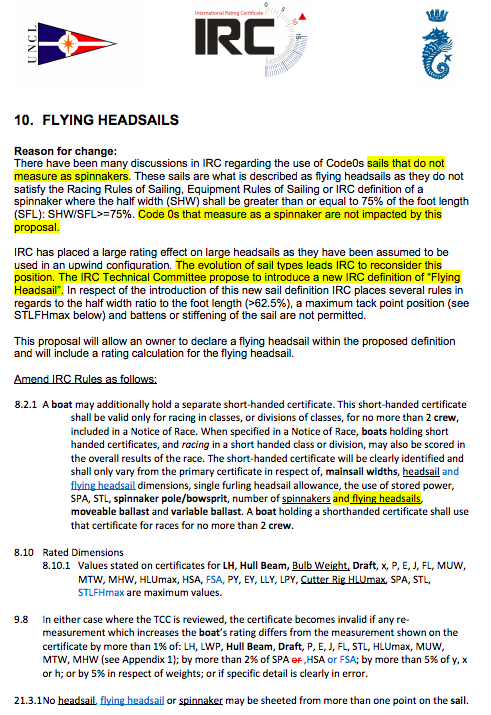 UNCL
International Rating Certificate
IRC
0 5 10 15
10. FLYING HEADSAILS
Reason for change:
There have been many discussions in IRC regarding the use of Code0s sails that do not
measure as spinnakers. These sails are what is described as flying headsails as they do not
satisfy the Racing Rules of Sailing, Equipment Rules of Sailing or IRC definition of a
spinnaker where the half width (SHW) shall be greater than or equal to 75% of the foot length
(SFL): SHW/SFL>=75%. Code 0s that measure as a spinnaker are not impacted by this
proposal.
IRC has placed a large rating effect on large headsails as they have been assumed to be
used in an upwind configuration. The evolution of sail types leads IRC to reconsider this
position. The IRC Technical Committee propose to introduce a new IRC definition of “Flying
Headsail”. In respect of the introduction of this new sail definition IRC places several rules in
regards to the half width ratio to the foot length (>62.5%), a maximum tack point position (see
STLFHmax below) and battens or stiffening of the sail are not permitted.
This proposal will allow an owner to declare a flying headsail within the proposed definition
and will include a rating calculation for the flying headsail.
Amend IRC Rules as follows:
8.2.1 A boat may additionally hold a separate short-handed certificate. This short-handed certificate
shall be valid only for racing in classes, or divisions of classes, for no more than 2 crew,
included in a Notice of Race. When specified in a Notice of Race, boats holding short
handed certificates, and racing in a short handed class or division, may also be scored in
the overall results of the race. The short-handed certificate will be clearly identified and
shall only vary from the primary certificate in respect of, mainsail widths, headsail and
flying headsail dimensions, single furling headsail allowance, the use of stored power,
SPA, STL, spinnaker pole/bowsprit, number of spinnakers and flying headsails,
moveable ballast and variable ballast. A boat holding a shorthanded certificate shall use
that certificate for races for no more than 2 crew.
8.10 Rated Dimensions
8.10.1 Values stated on certificates for LH, Hull Beam, Bulb Weight, Draft, x, P, E, J, FL, MUW,
MTW, MHW, HLUmax, HSA, FSA, PY, EY, LLY, LPY, Cutter Rig HLUmax, SPA, STL,
STLFHmax are maximum values.
9.8 In either case where the TCC is reviewed, the certificate becomes invalid if any re-
measurement which increases the boat’s rating differs from the measurement shown on the
certificate by more than 1% of: LH, LWP, Hull Beam, Draft, P, E, J, FL, STL, HLUmax, MUW,
MTW, MHW (see Appendix 1); by more than 2% of SPA or ,HSA or FSA; by more than 5% of y, x
or h; or by 5% in respect of weights; or if specific detail is clearly in error.
21.3.1No headsail, flying headsail or spinnaker may be sheeted from more than one point on the sail.